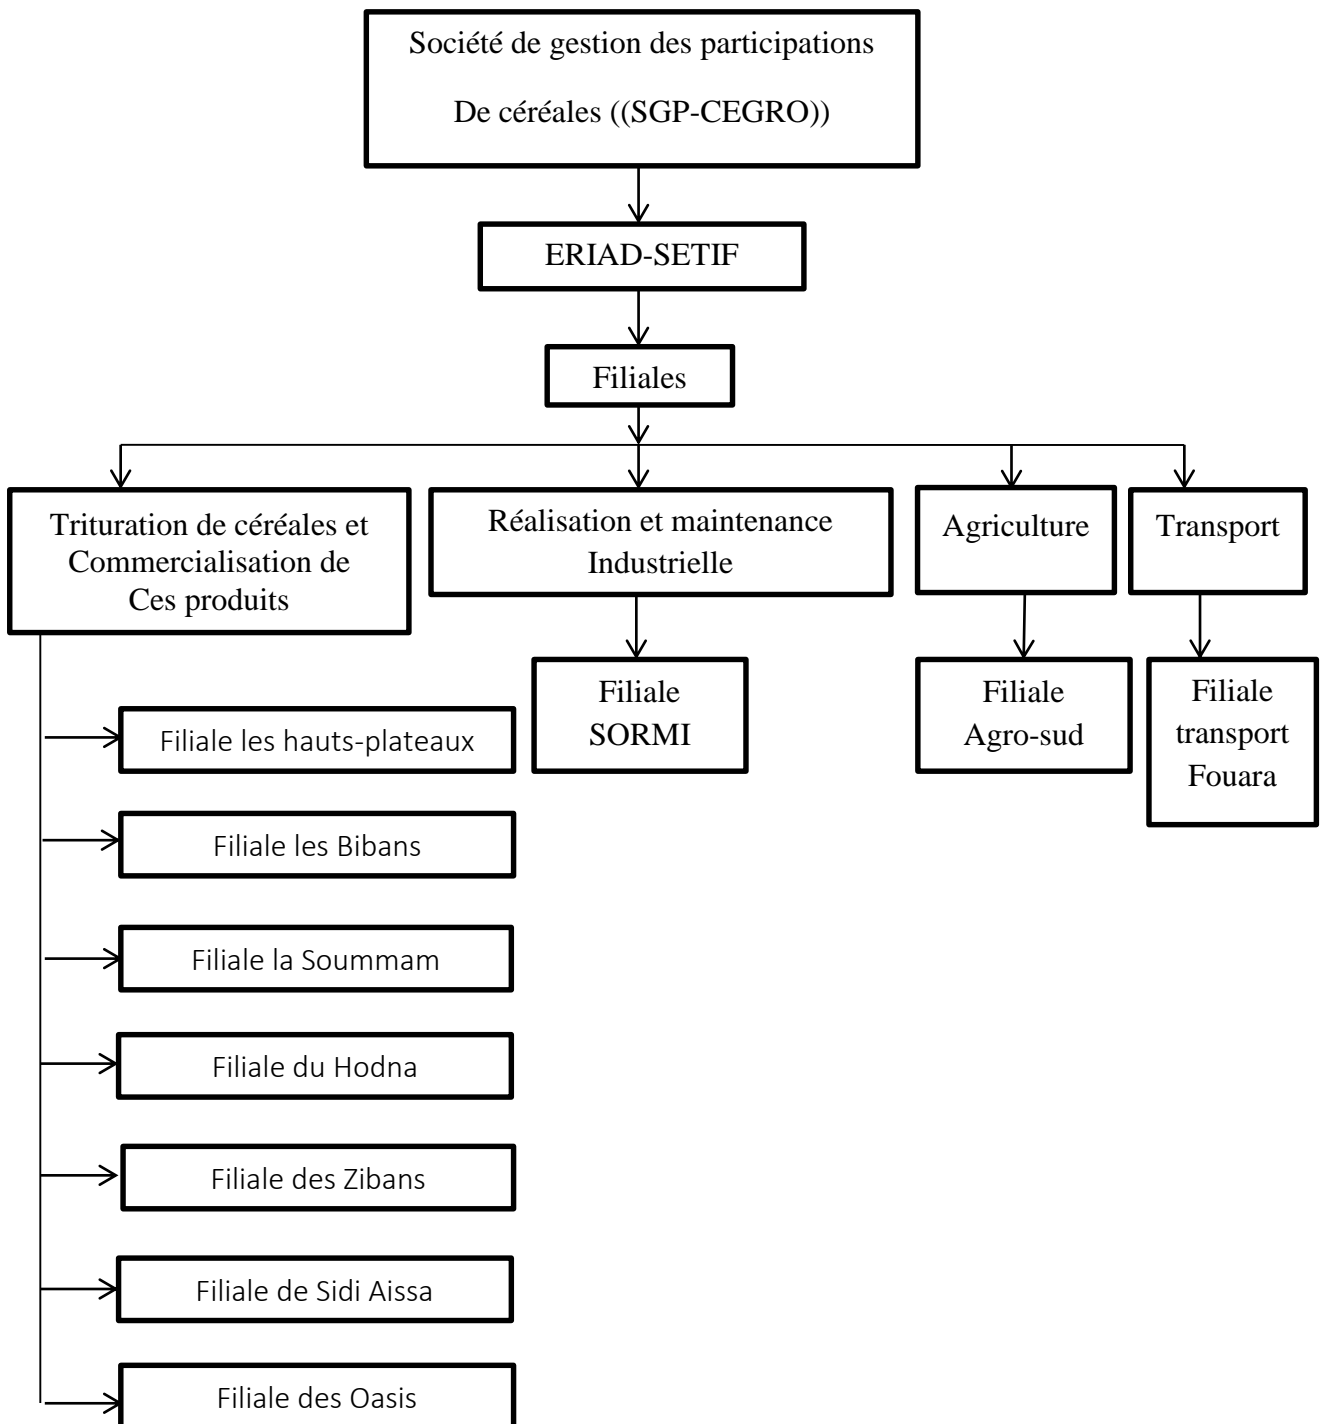 Société de gestion des participations
De céréales ((SGP-CEGRO))
ERIAD-SETIF
Filiales
Trituration de céréales et
Commercialisation de
Ces produits
Réalisation et maintenance
Industrielle
Agriculture
Transport
Filiale
SORMI
Filiale
Agro-sud
Filiale
transport
Fouara
Filiale les hauts-plateaux
Filiale les Bibans
Filiale la Soummam
Filiale du Hodna
Filiale des Zibans
Filiale de Sidi Aissa
Filiale des Oasis